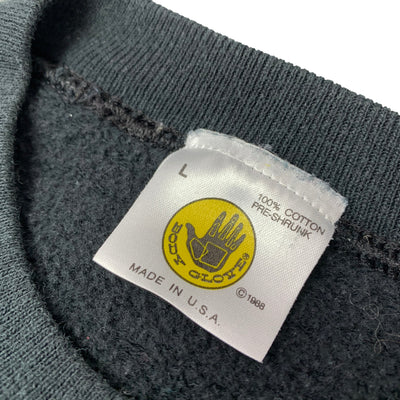 L
100% COTTON
PRE-SHRUNK
BODY GLOVE®
MADE IN U.S.A.
©1988